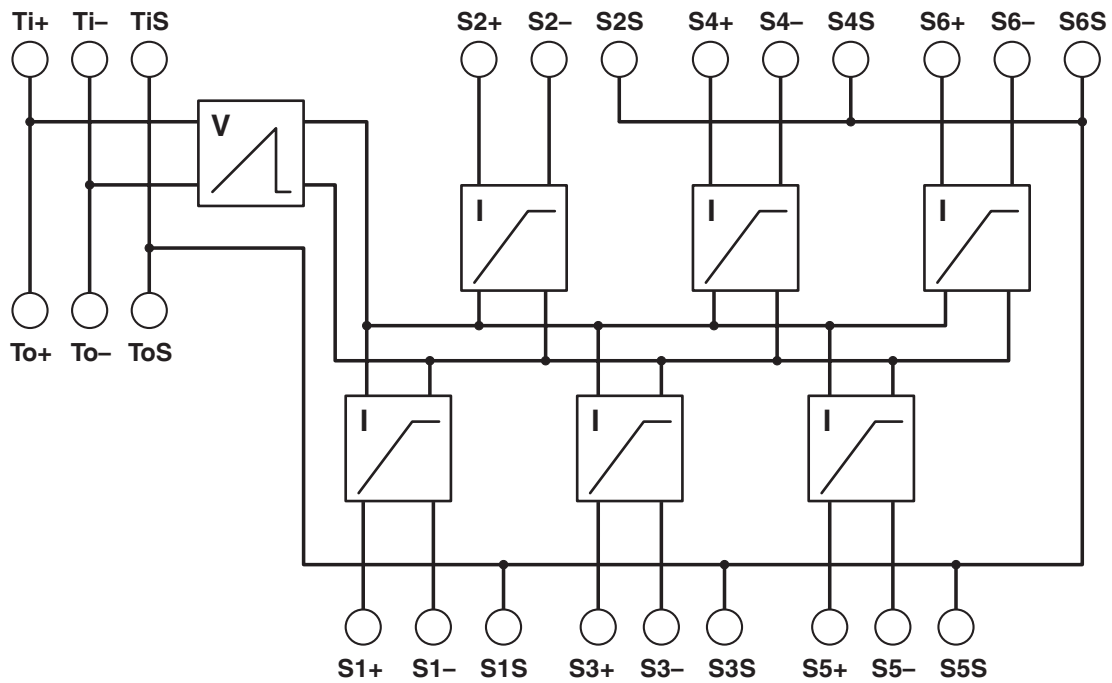 Ti+ Ti– TiS S2+ S2– S2S S4+ S4– S4S S6+ S6– S6S
V
I I I
To+ To– ToS
I I I
S1+ S1– S1S S3+ S3– S3S S5+ S5– S5S